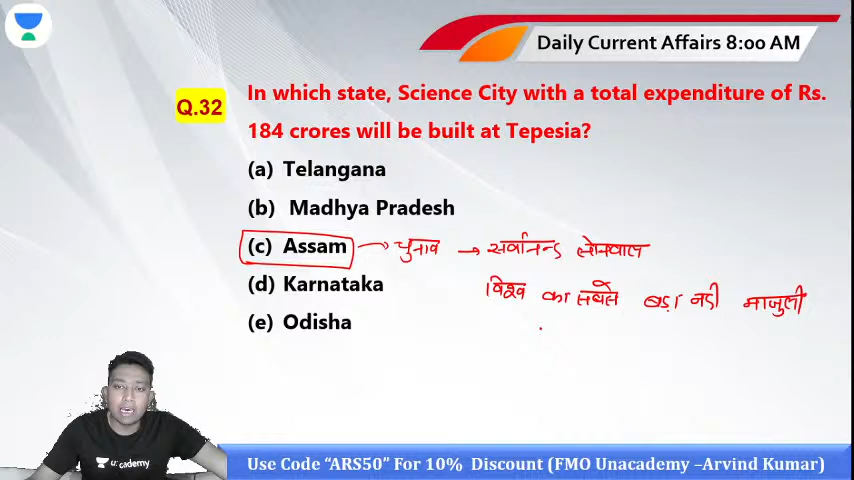 Daily Current Affairs 8:00 AM
Q.32
In which state, Science City with a total expenditure of Rs.
184 crores will be built at Tepesia?
(a) Telangana
(b) Madhya Pradesh
(c) Assam → चुनाव → सर्वानन्द सोनवाल
विश्व का सबसे बड़ा नदी माजुली
(d) Karnataka
(e) Odisha
u:cademy
Use Code “ARS50” For 10% Discount (FMO Unacademy –Arvind Kumar)